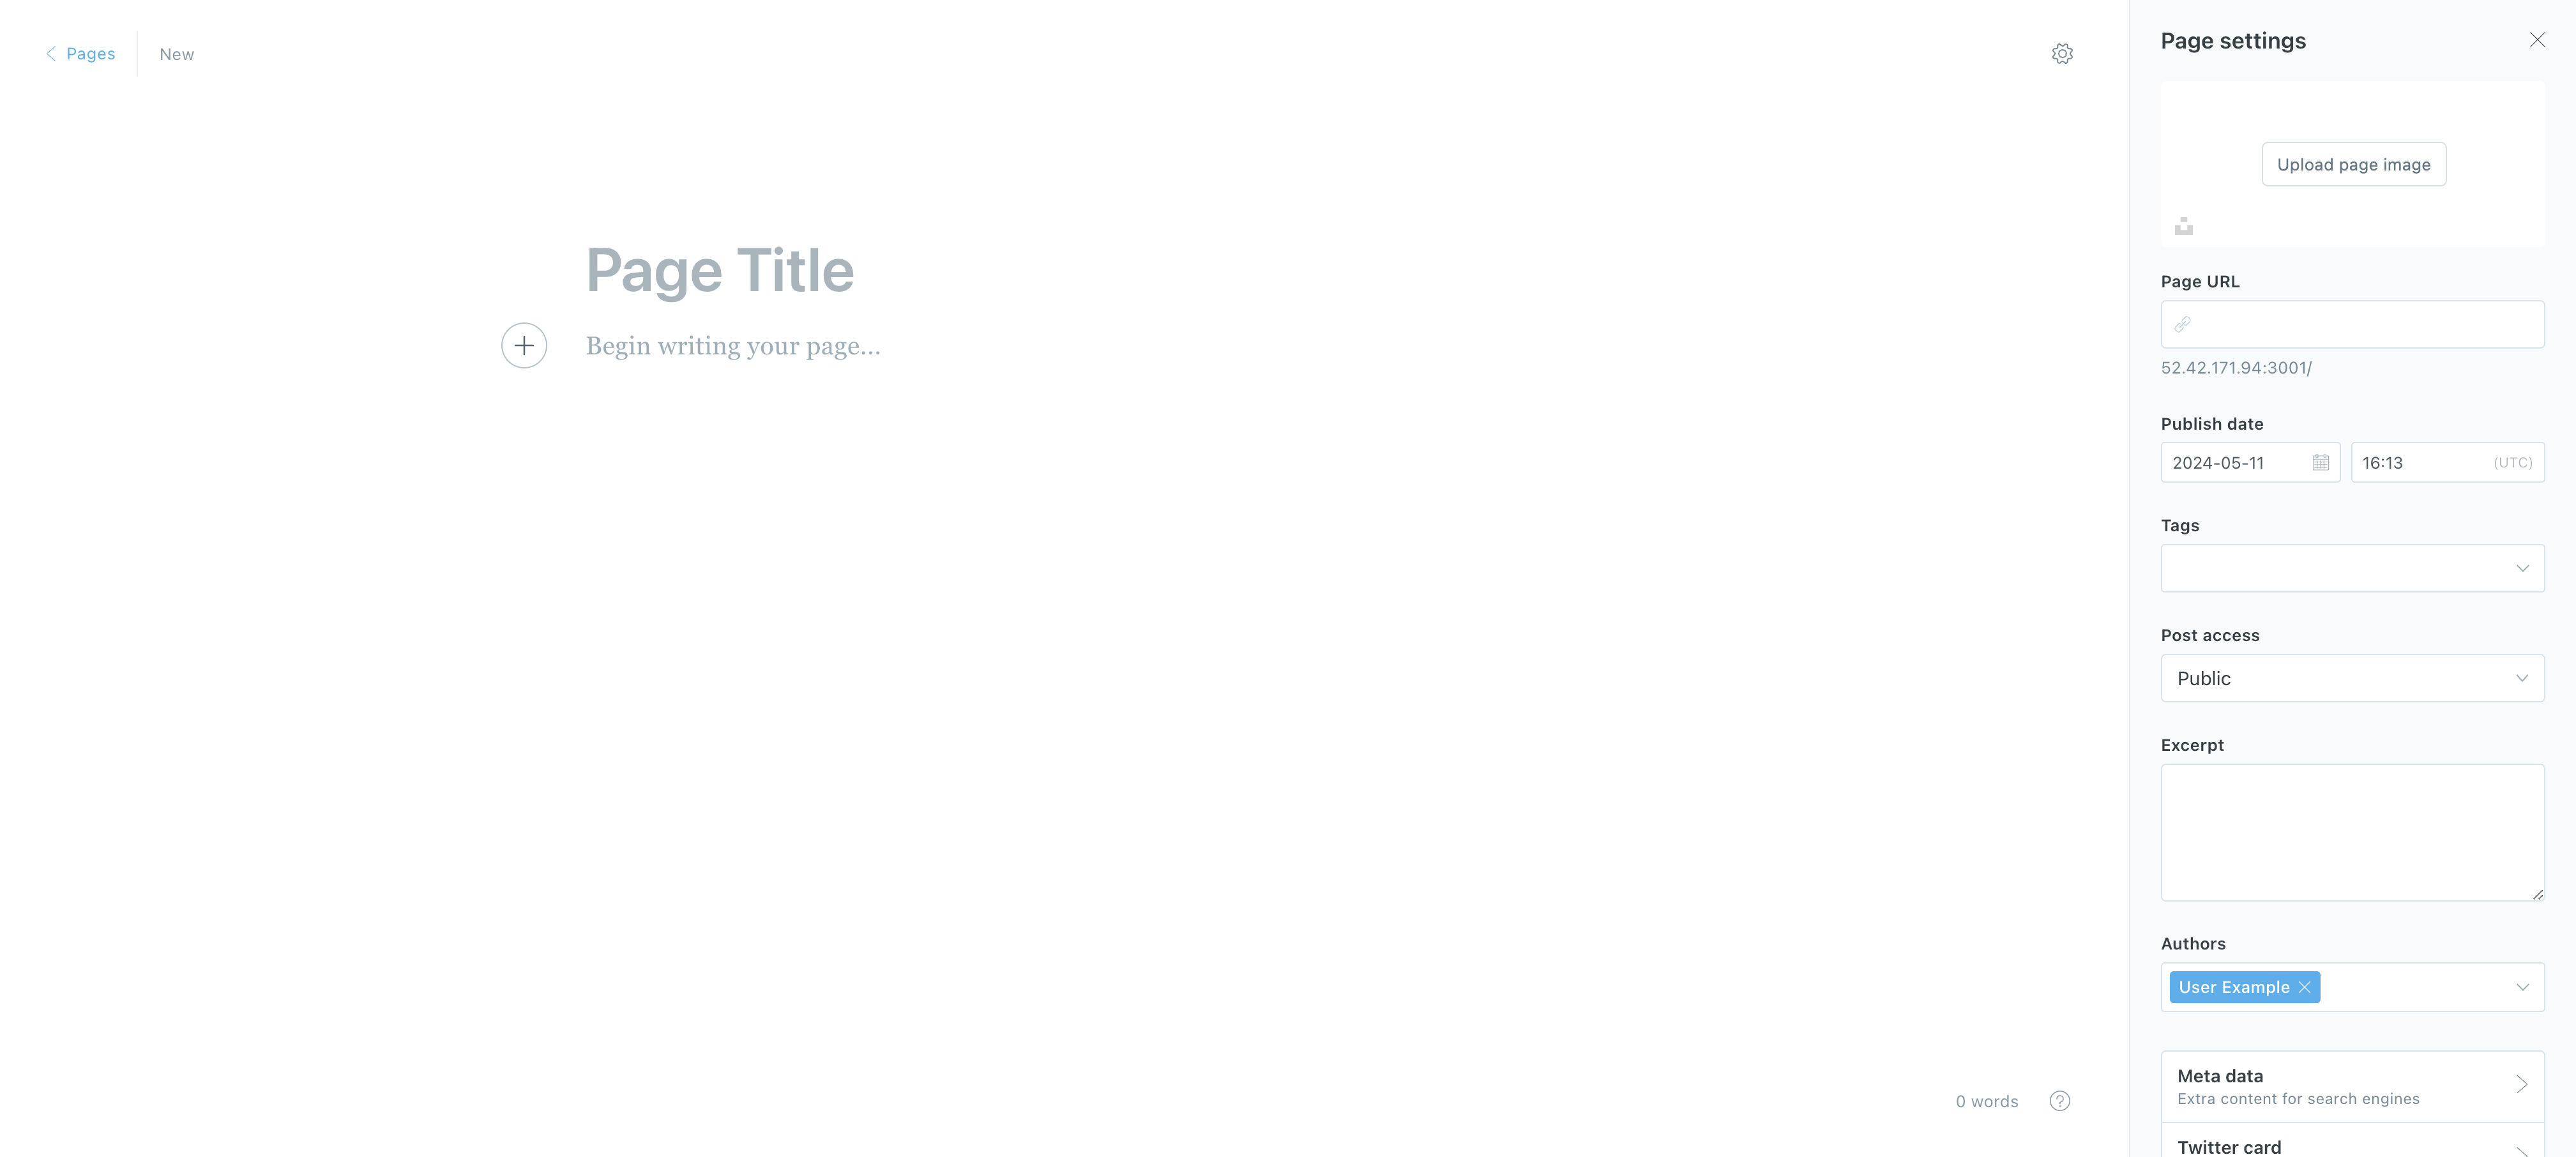 Pages
New
Page Title
Begin writing your page...
0 words
?
Page settings
Upload page image
Page URL
52.42.171.94:3001/
Publish date
2024-05-11
16:13 (UTC)
Tags
Post access
Public
Excerpt
Authors
User Example
Meta data
Extra content for search engines
Twitter card